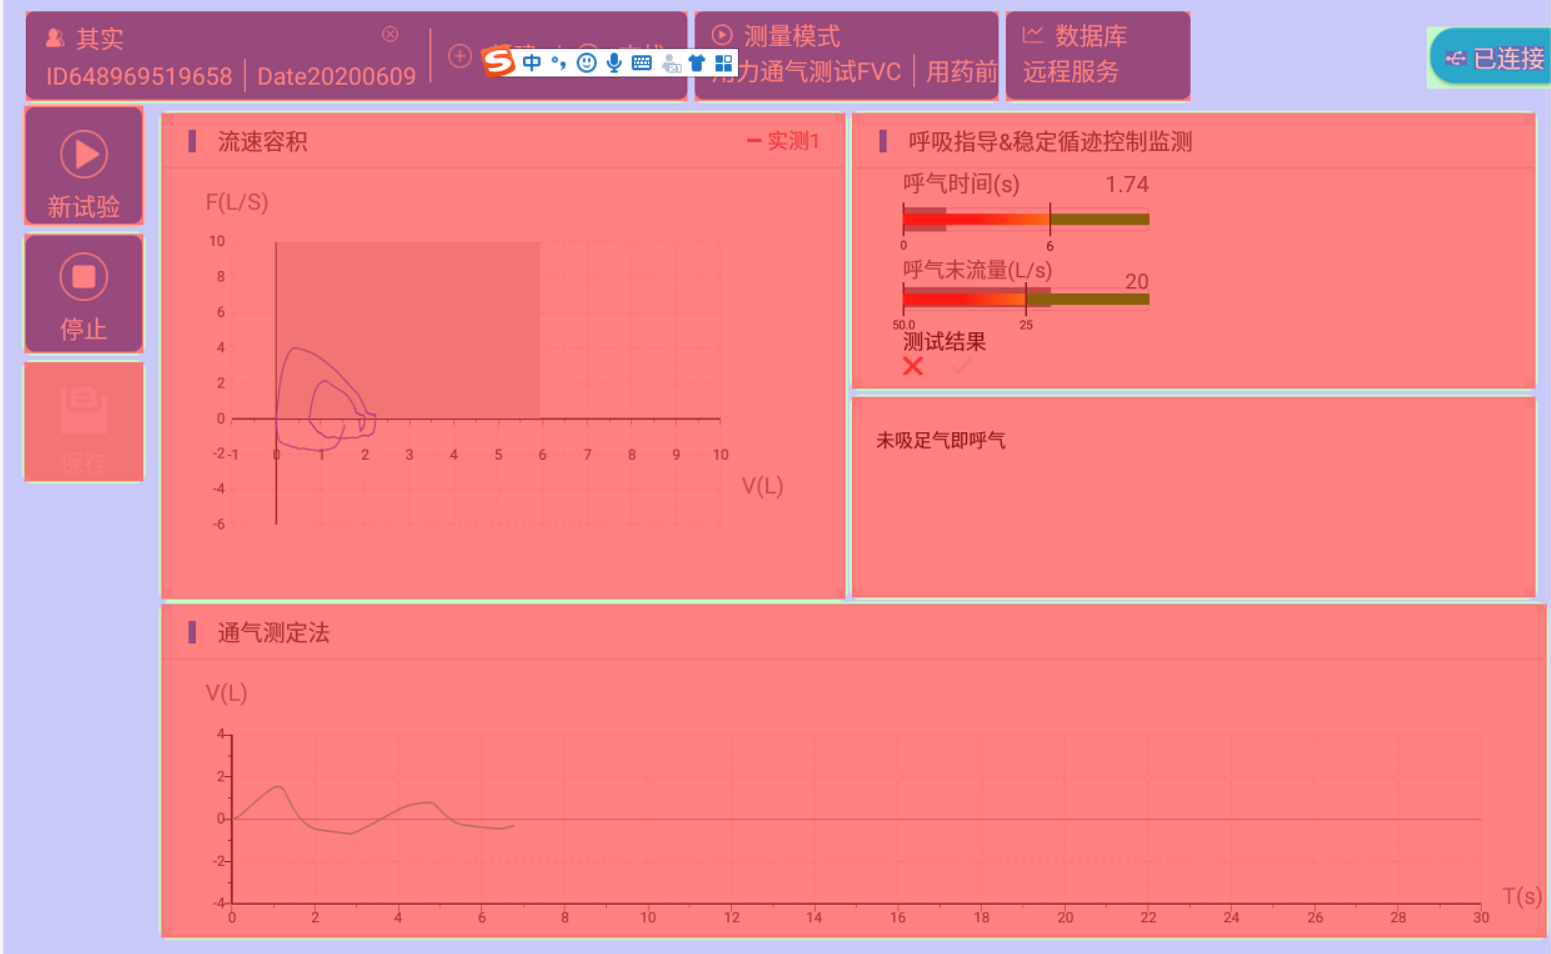 其实
ID648969519658 Date20200609
测量模式
力通气测试FVC 用药前
数据库
远程服务
已连接
中
新试验
停止
保存
流速容积
实测1
F(L/S)
10
8
6
4
2
0
-2
-4
-6
-1 0 1 2 3 4 5 6 7 8 9 10
V(L)
呼吸指导&稳定循迹控制监测
呼气时间(s) 1.74
0 6
呼气末流量(L/s) 20
50.0 25
测试结果
未吸足气即呼气
通气测定法
V(L)
4
2
0
-2
-4
0 2 4 6 8 10 12 14 16 18 20 22 24 26 28 30
T(s)